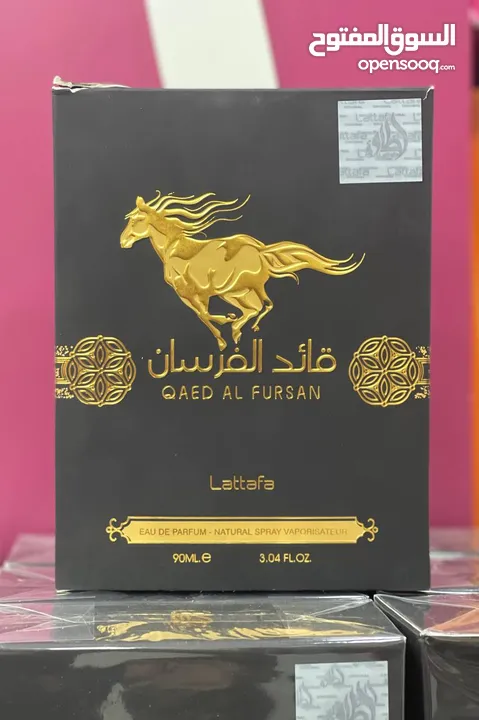 السوق المفتوح
opensooq.com
Lattafa
قائد الفرسان
QAED AL FURSAN
Lattafa
EAU DE PARFUM - NATURAL SPRAY VAPORISATEUR
90ML.e 3.04 FL.OZ.